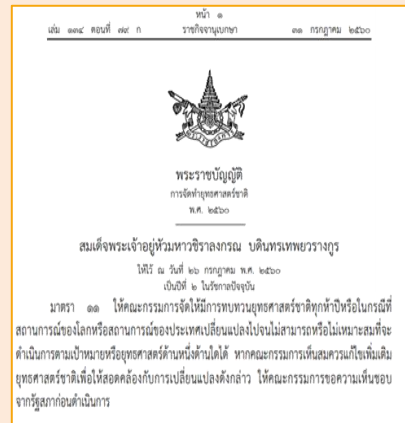 หน้า ๑
เล่ม ๑๓๔ ตอนที่ ๗๙ ก ราชกิจจานุเบกษา ๓๑ กรกฎาคม ๒๕๖๐
พระราชบัญญัติ
การจัดทำยุทธศาสตร์ชาติ
พ.ศ. ๒๕๖๐
สมเด็จพระเจ้าอยู่หัวมหาวชิราลงกรณ บดินทรเทพยวรางกูร
ให้ไว้ ณ วันที่ ๒๖ กรกฎาคม พ.ศ. ๒๕๖๐
เป็นปีที่ ๒ ในรัชกาลปัจจุบัน
มาตรา ๑๑ ให้คณะกรรมการจัดให้มีการทบทวนยุทธศาสตร์ชาติทุกห้าปีหรือในกรณีที่
สถานการณ์ของโลกหรือสถานการณ์ของประเทศเปลี่ยนแปลงไปจนไม่สามารถหรือไม่เหมาะสมที่จะ
ดำเนินการตามเป้าหมายหรือยุทธศาสตร์ด้านหนึ่งด้านใดได้ หากคณะกรรมการเห็นสมควรแก้ไขเพิ่มเติม
ยุทธศาสตร์ชาติเพื่อให้สอดคล้องกับการเปลี่ยนแปลงดังกล่าว ให้คณะกรรมการขอความเห็นชอบ
จากรัฐสภาก่อนดำเนินการ